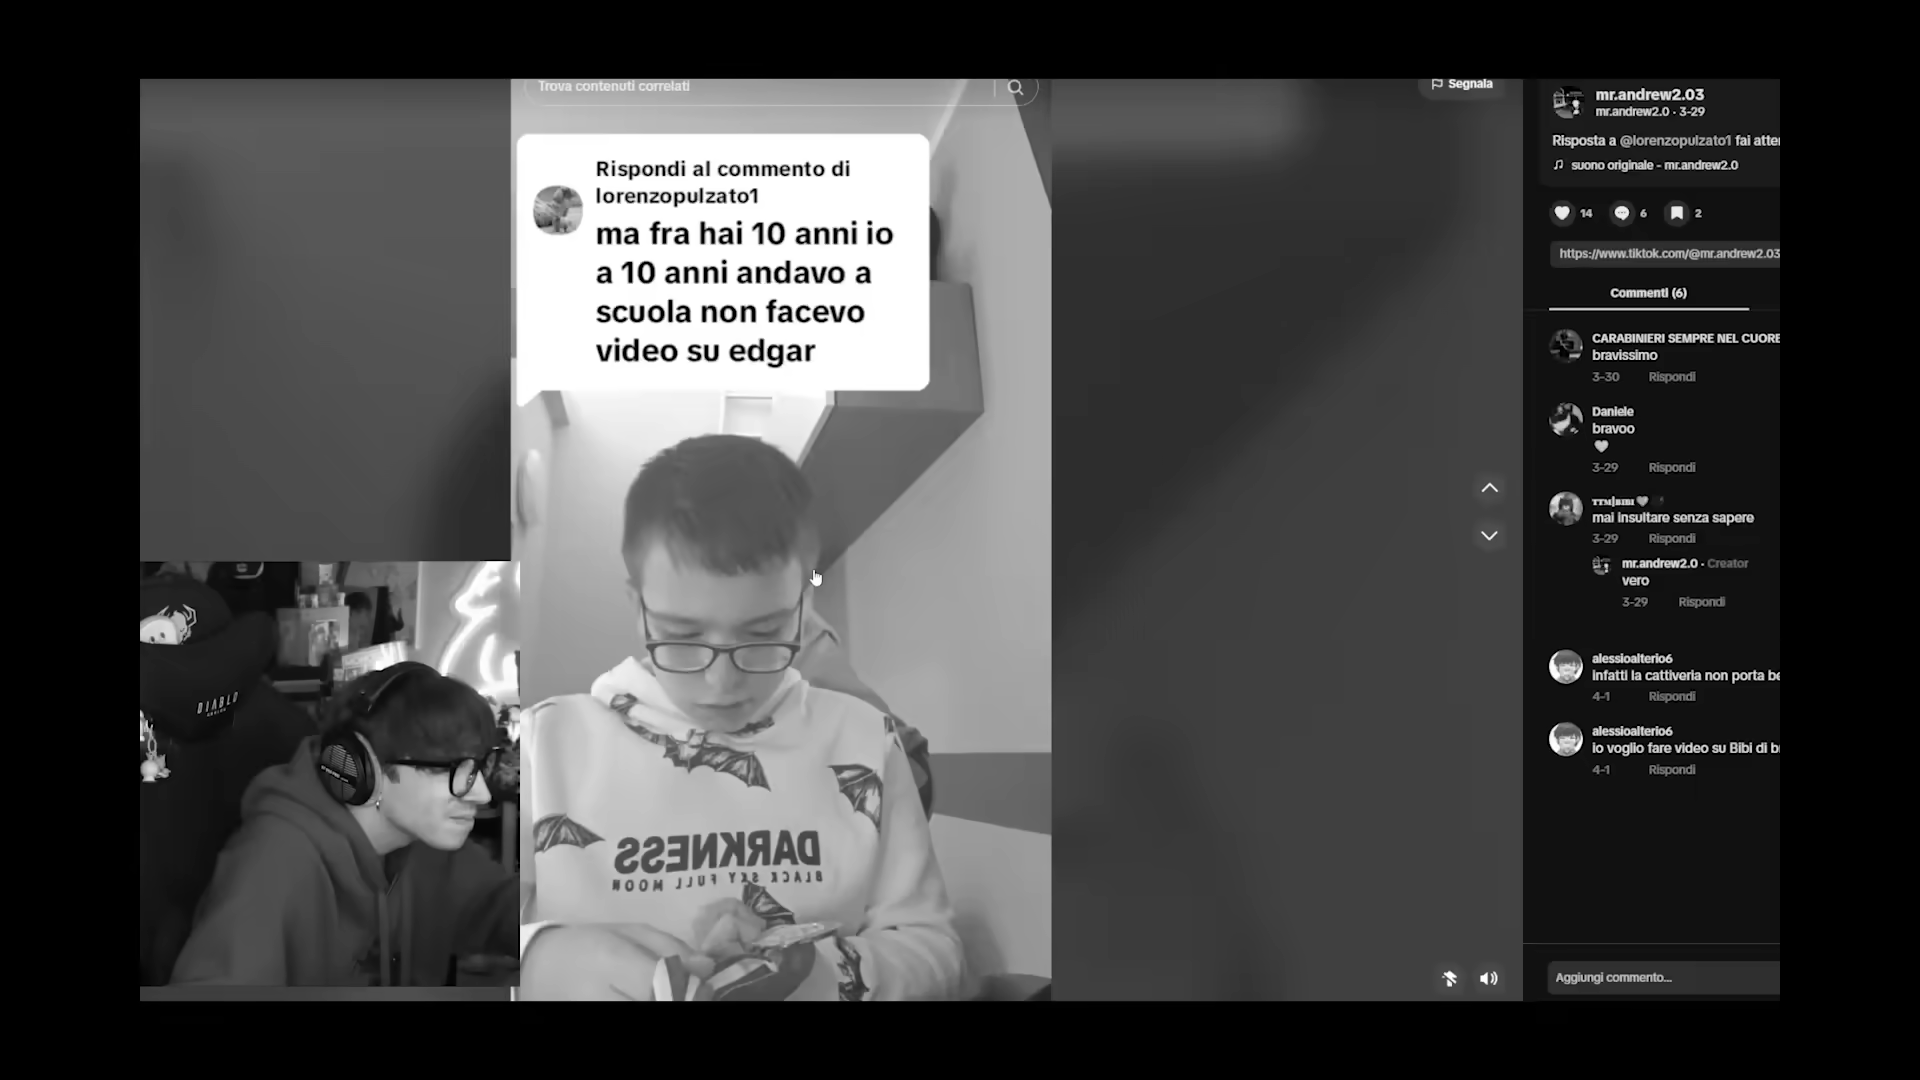 Trova contenuti correlati
Rispondi al commento di
lorenzopulzato1
ma fra hai 10 anni io
a 10 anni andavo a
scuola non facevo
video su edgar
DARKNESS
BLACK SKY FULL MOON
DIABLO
Segnala
mr.andrew2.03
mr.andrew2.0 · 3-29
Risposta a @lorenzopulzato1 fai atte
suono originale - mr.andrew2.0
14
6
2
https://www.tiktok.com/@mr.andrew2.03
Commenti (6)
CARABINIERI SEMPRE NEL CUORE
bravissimo
3-30 Rispondi
Daniele
bravoo
3-29 Rispondi
TTM|BIBI
mai insultare senza sapere
3-29 Rispondi
mr.andrew2.0 · Creator
vero
3-29 Rispondi
alessioalterio6
infatti la cattiveria non porta be
4-1 Rispondi
alessioalterio6
io voglio fare video su Bibi di b
4-1 Rispondi
Aggiungi commento...